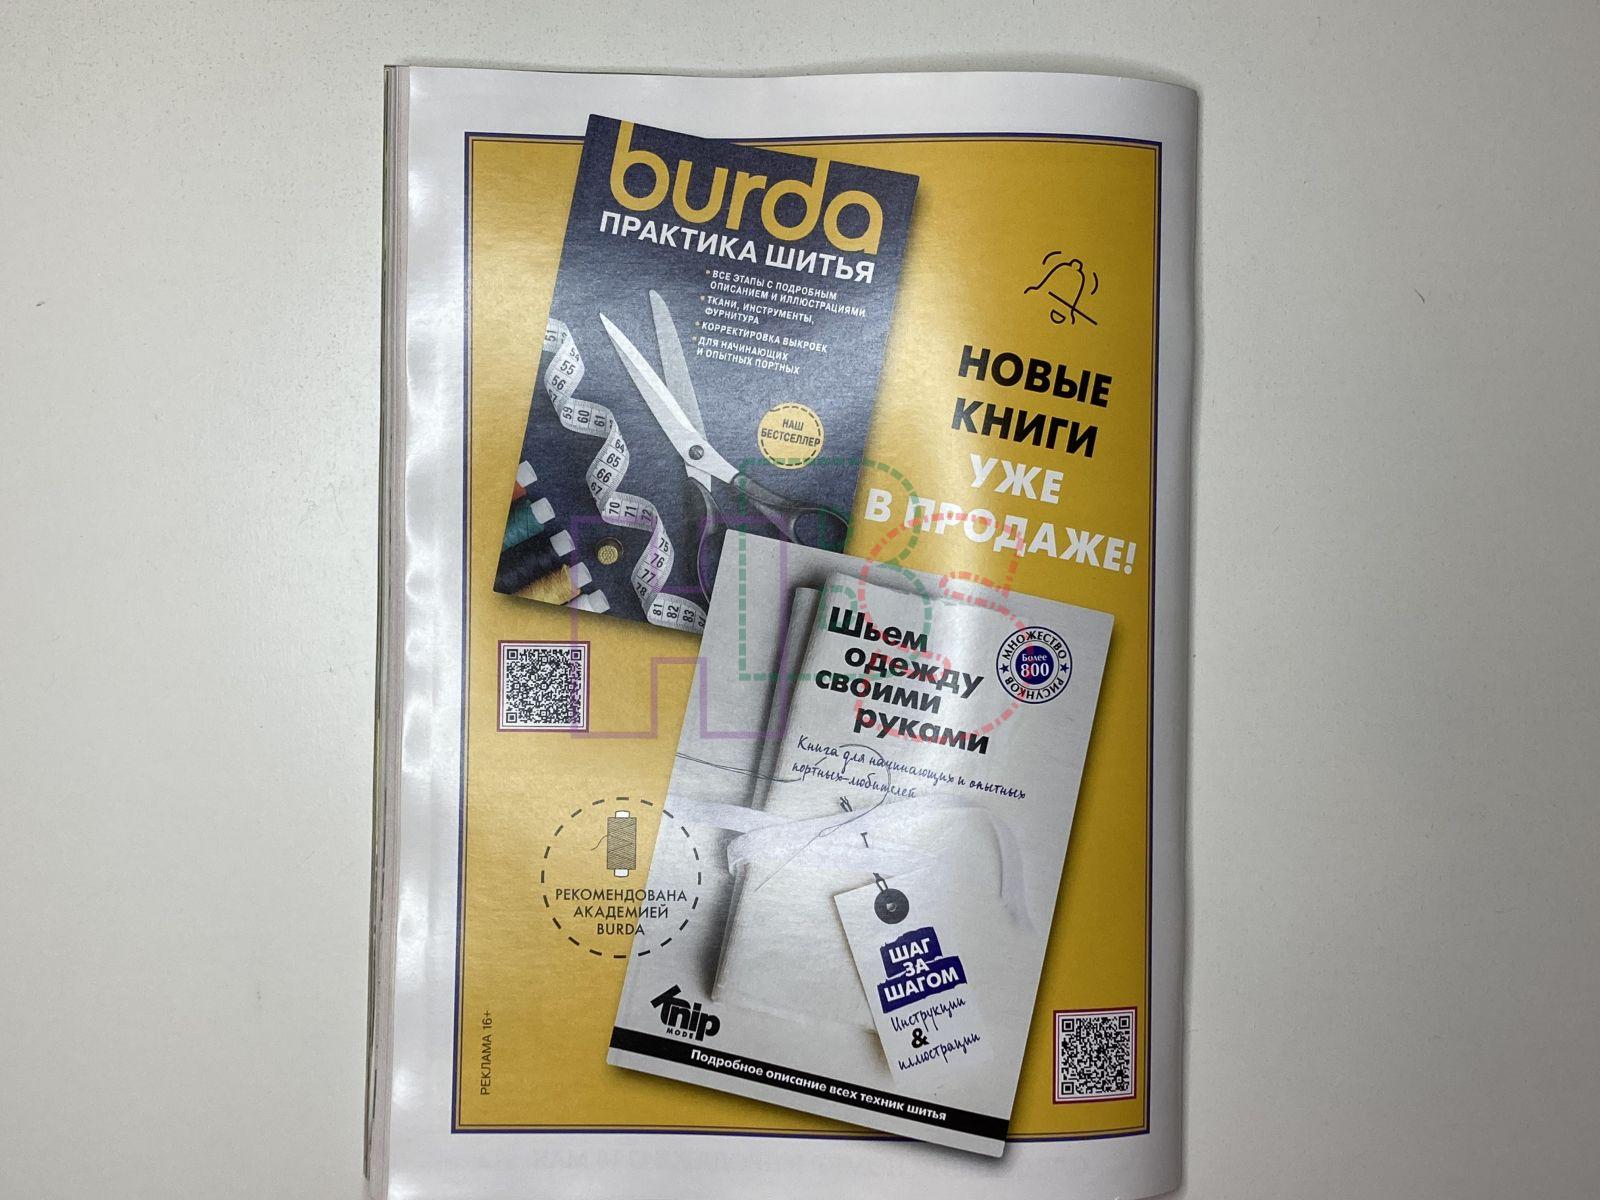 burda
ПРАКТИКА ШИТЬЯ
• ВСЕ ЭТАПЫ С ПОДРОБНЫМ
ОПИСАНИЕМ И ИЛЛЮСТРАЦИЯМИ
• ТКАНИ, ИНСТРУМЕНТЫ,
ФУРНИТУРА
• КОРРЕКТИРОВКА ВЫКРОЕК
• ДЛЯ НАЧИНАЮЩИХ
И ОПЫТНЫХ ПОРТНЫХ
НАШ
БЕСТСЕЛЛЕР
НОВЫЕ
КНИГИ
УЖЕ
В ПРОДАЖЕ!
Шьем
одежду
своими
руками
МНОЖЕСТВО
Более
800
РИСУНКОВ
Книга для начинающих и опытных
портных-любителей
РЕКОМЕНДОВАНА
АКАДЕМИЕЙ
BURDA
ШАГ
ЗА
ШАГОМ
Инструкции
&
иллюстрации
Knip
MODE
Подробное описание всех техник шитья
РЕКЛАМА 16+